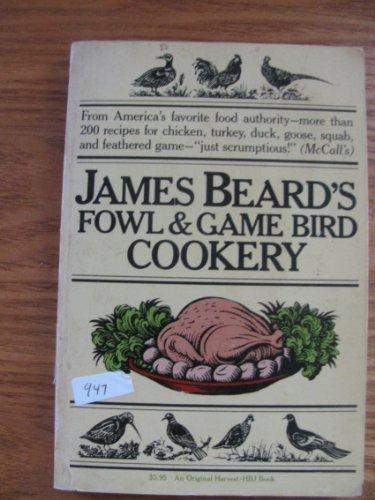 From America's favorite food authority—more than
200 recipes for chicken, turkey, duck, goose, squab,
and feathered game—"just scrumptious!" (McCall's)
JAMES BEARD'S
FOWL & GAME BIRD
COOKERY
947
$5.95 An Original Harvest/HBJ Book